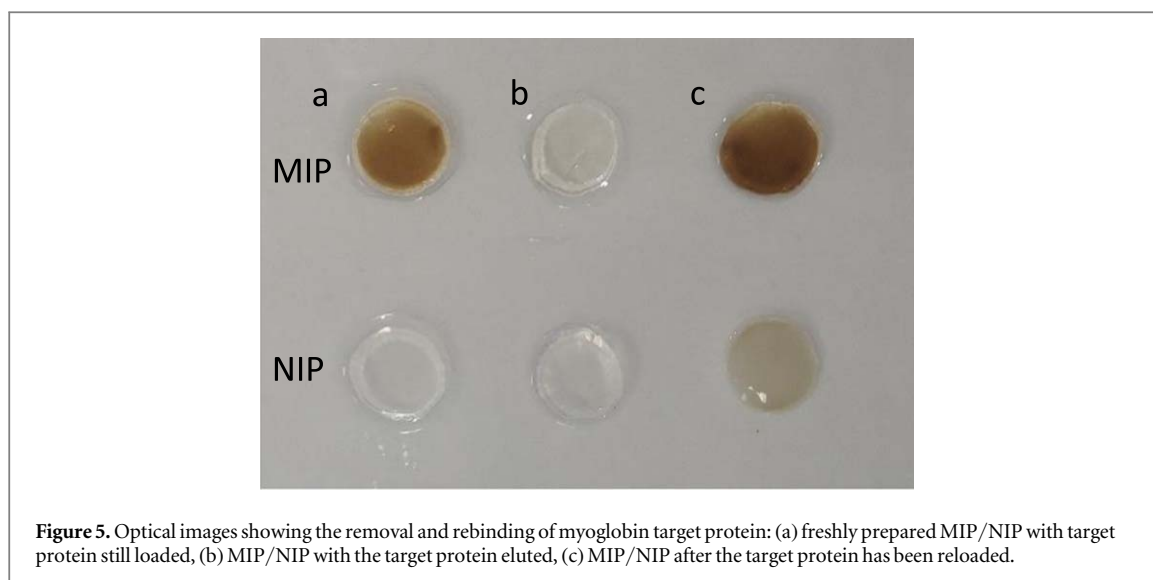 a b c
MIP
NIP
Figure 5. Optical images showing the removal and rebinding of myoglobin target protein: (a) freshly prepared MIP/NIP with target
protein still loaded, (b) MIP/NIP with the target protein eluted, (c) MIP/NIP after the target protein has been reloaded.